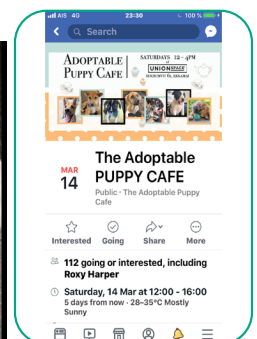 AIS 4G 23:30 100 %
Search
ADOPTABLE
PUPPY CAFE
SATURDAYS 12 - 4PM
UNIONSPACE
The Adoptable
PUPPY CAFE
MAR
14
Public · The Adoptable Puppy
Cafe
Interested Going Share More
112 going or interested, including
Roxy Harper
Saturday, 14 Mar at 12:00 - 16:00
5 days from now · 28–35°C Mostly
Sunny